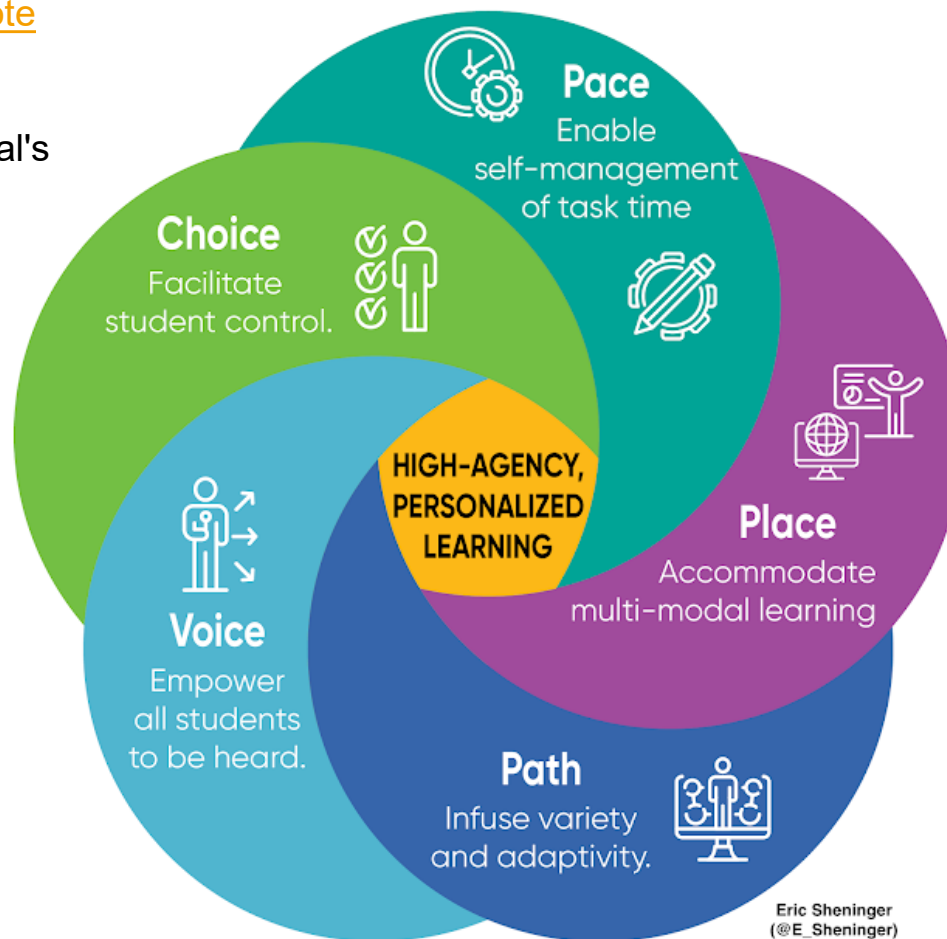 ote
al's
Pace
Enable
self-management
of task time
Choice
Facilitate
student control.
HIGH-AGENCY,
PERSONALIZED
LEARNING
Place
Accommodate
multi-modal learning
Voice
Empower
all students
to be heard.
Path
Infuse variety
and adaptivity.
Eric Sheninger
(@E_Sheninger)